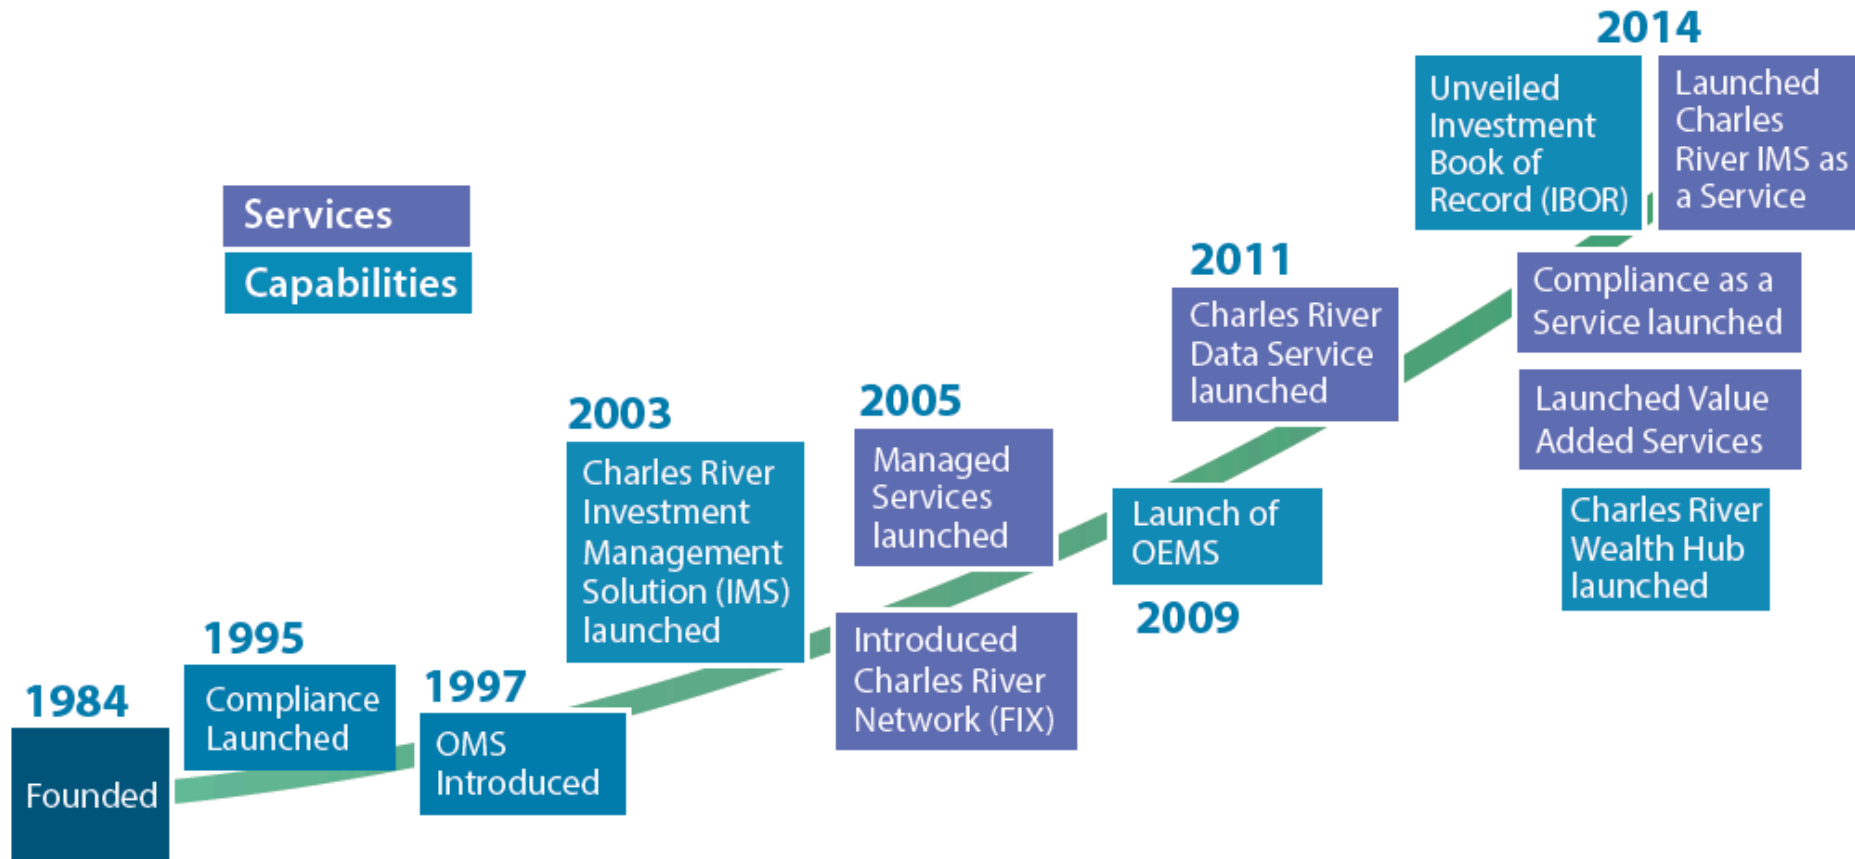 Services
Capabilities
1984
Founded
1995
Compliance
Launched
1997
OMS
Introduced
2003
Charles River
Investment
Management
Solution (IMS)
launched
2005
Managed
Services
launched
Introduced
Charles River
Network (FIX)
Launch of
OEMS
2009
2011
Charles River
Data Service
launched
2014
Unveiled
Investment
Book of
Record (IBOR)
Launched
Charles
River IMS as
a Service
Compliance as a
Service launched
Launched Value
Added Services
Charles River
Wealth Hub
launched